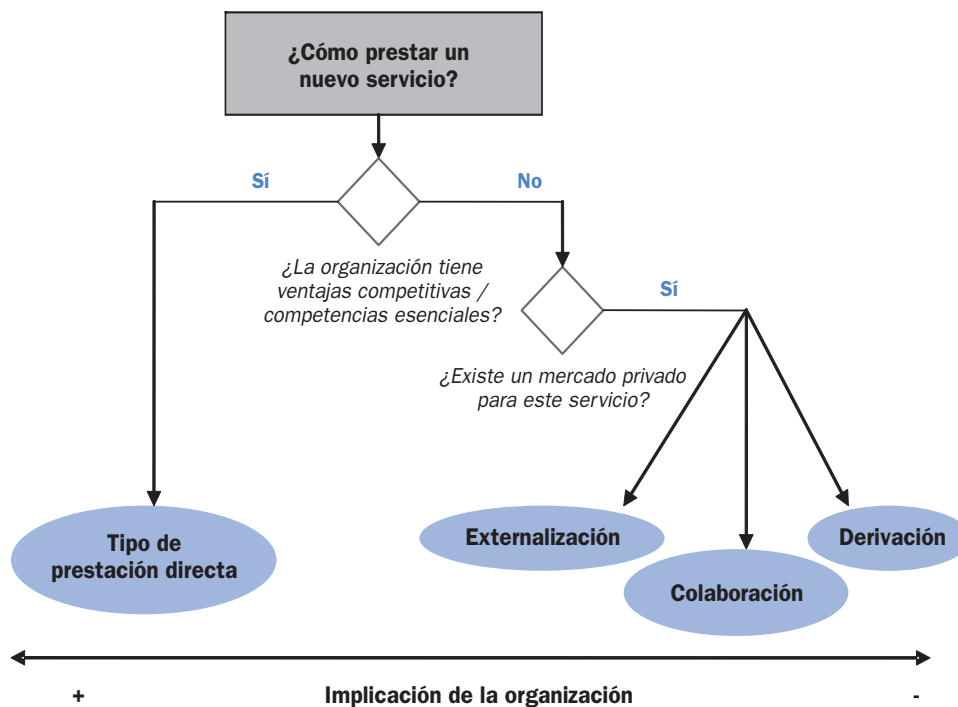 ¿Cómo prestar un
nuevo servicio?
Sí
No
¿La organización tiene
ventajas competitivas /
competencias esenciales?
Sí
¿Existe un mercado privado
para este servicio?
Tipo de
prestación directa
Externalización
Colaboración
Derivación
+
Implicación de la organización
-